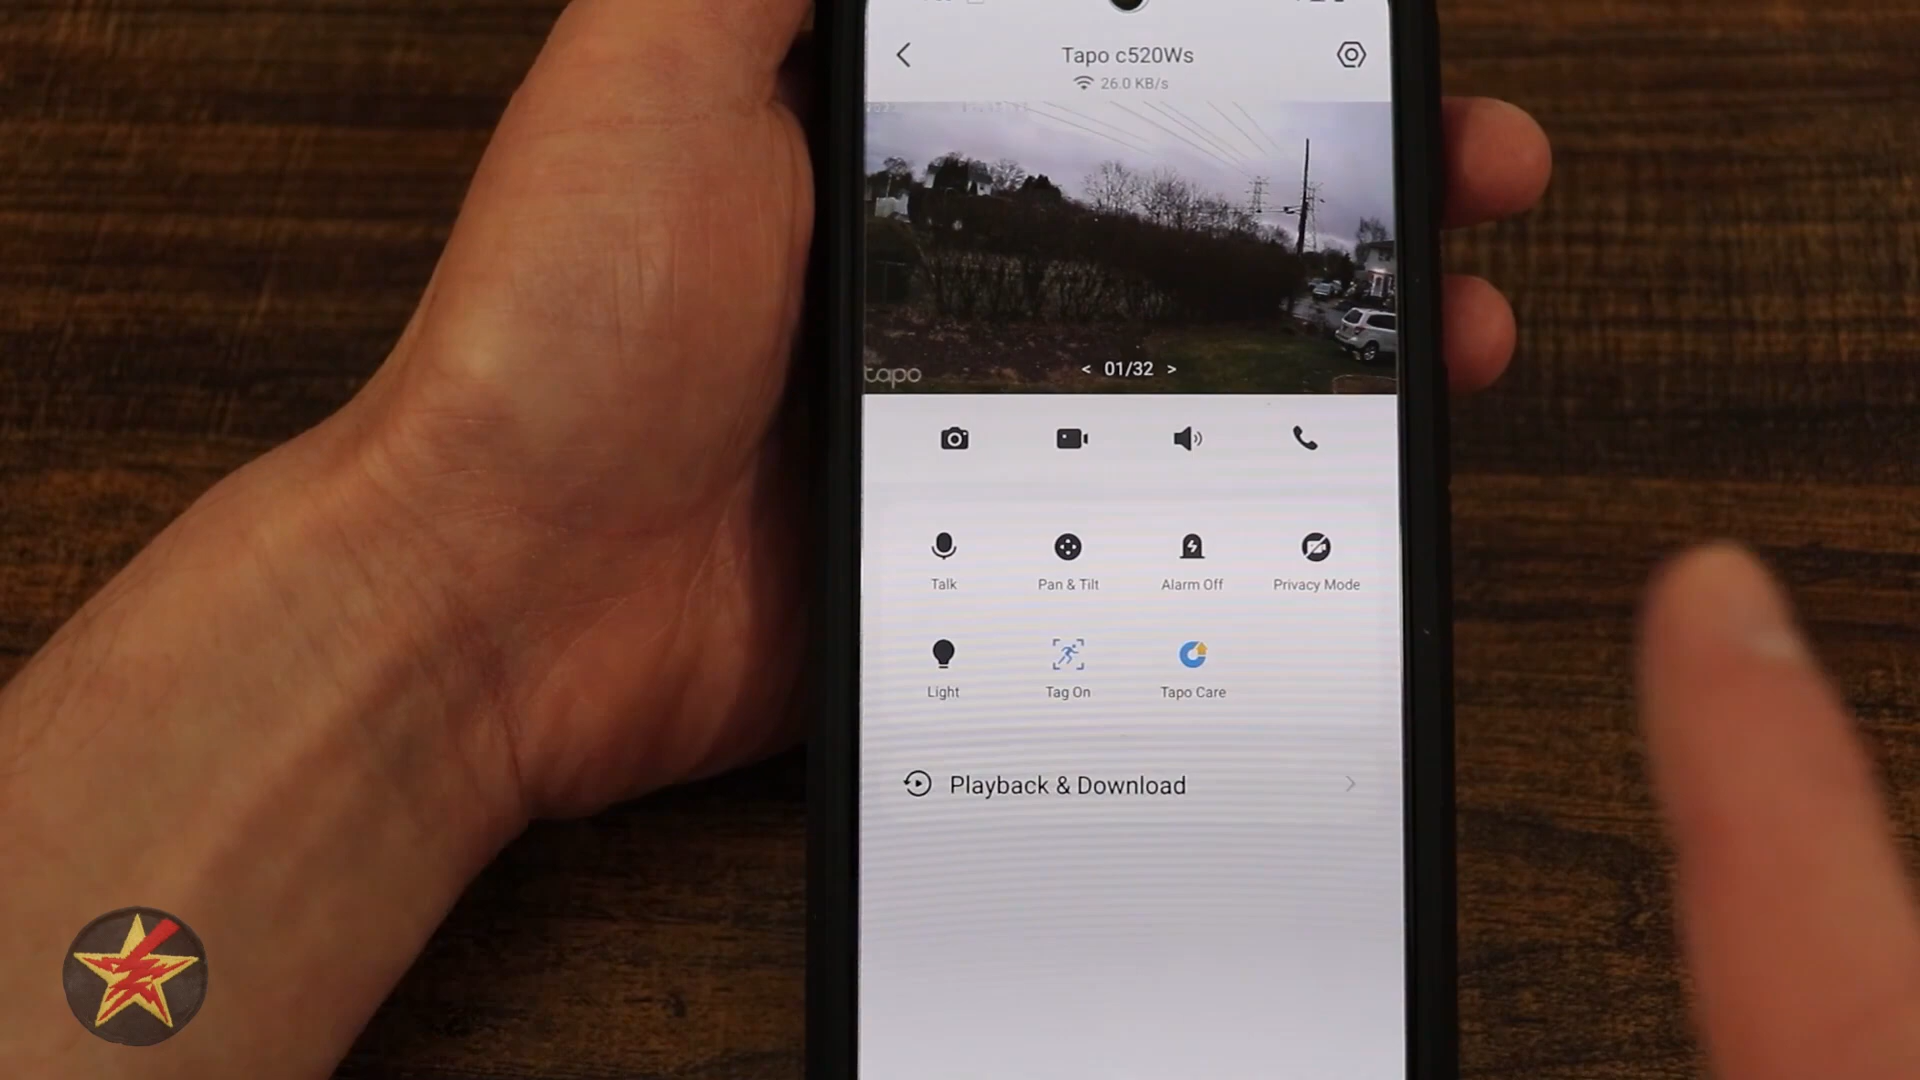 Tapo c520Ws
26.0 KB/s
tapo
< 01/32 >
Talk
Pan & Tilt
Alarm Off
Privacy Mode
Light
Tag On
Tapo Care
Playback & Download